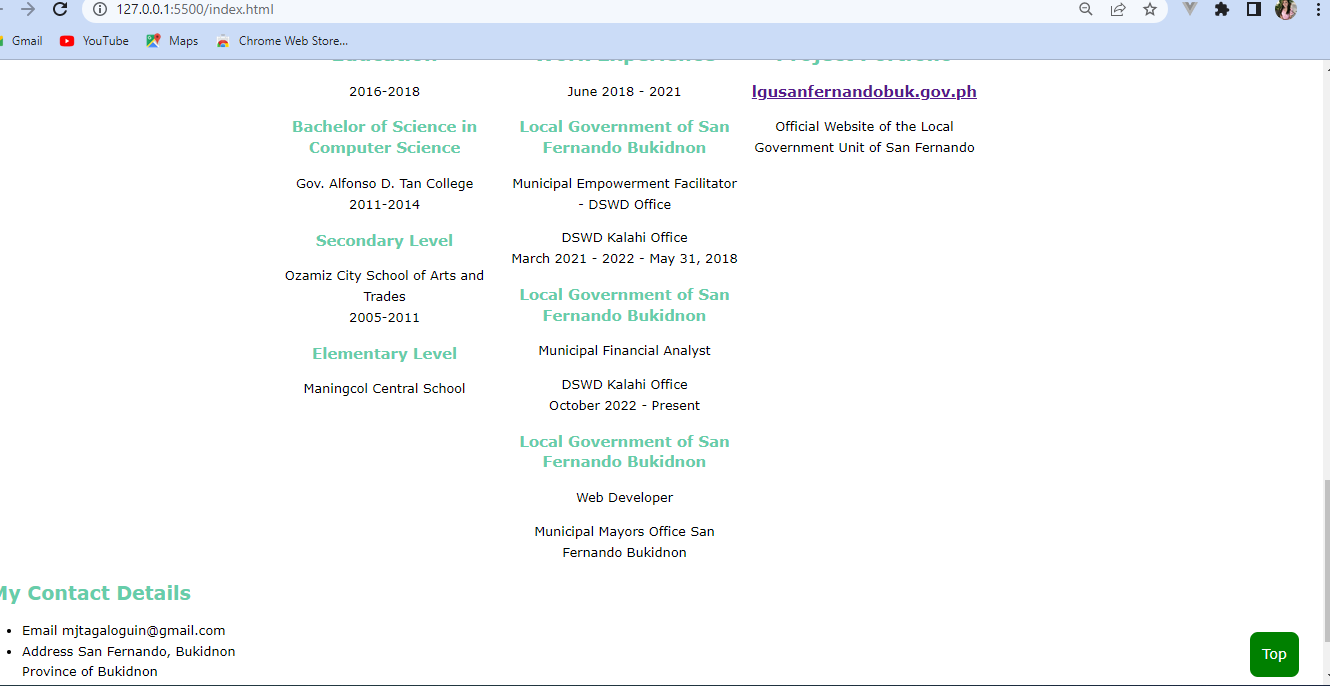 127.0.0.1:5500/index.html
Gmail
YouTube
Maps
Chrome Web Store...
Education
Work Experience
Project Portfolio
2016-2018
Bachelor of Science in
Computer Science
Gov. Alfonso D. Tan College
2011-2014
Secondary Level
Ozamiz City School of Arts and
Trades
2005-2011
Elementary Level
Maningcol Central School
June 2018 - 2021
Local Government of San
Fernando Bukidnon
Municipal Empowerment Facilitator
- DSWD Office
DSWD Kalahi Office
March 2021 - 2022 - May 31, 2018
Local Government of San
Fernando Bukidnon
Municipal Financial Analyst
DSWD Kalahi Office
October 2022 - Present
Local Government of San
Fernando Bukidnon
Web Developer
Municipal Mayors Office San
Fernando Bukidnon
lgusanfernandobuk.gov.ph
Official Website of the Local
Government Unit of San Fernando
My Contact Details
Email mjtagaloguin@gmail.com
Address San Fernando, Bukidnon
Province of Bukidnon
Top